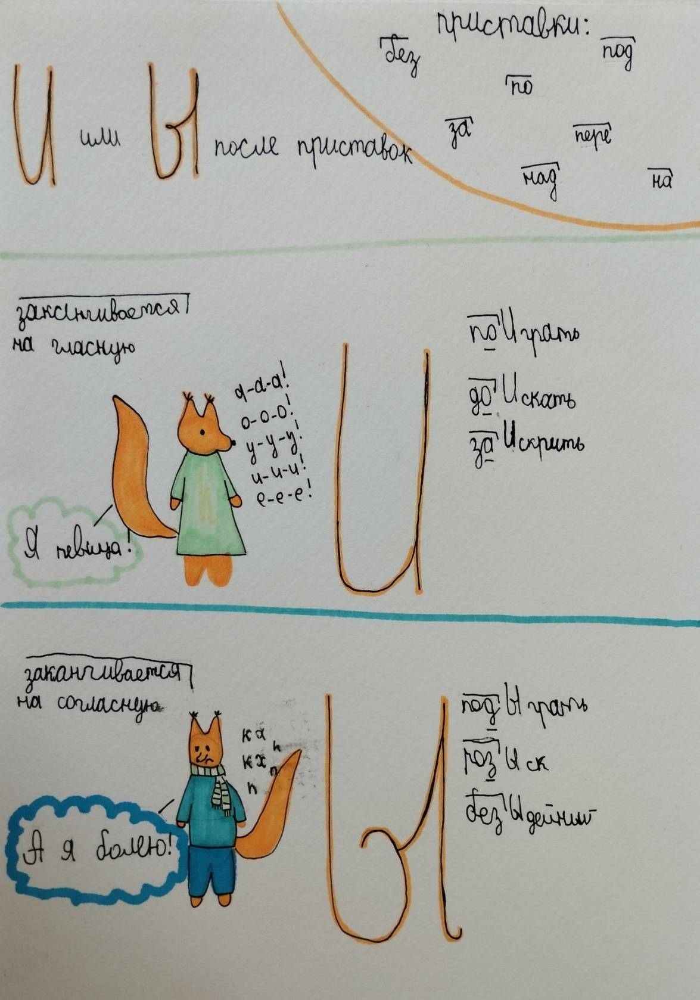 И или Ы после приставок
приставки:
без
под
по
за
пере
над
на
заканчивается
на гласную
а-а-а!
о-о-о!
у-у-у!
и-и-и!
е-е-е!
Я певица!
И
поИграть
доИскать
заИскрить
заканчивается
на согласную
кх
кх
А я болею!
Ы
подЫграть
розЫск
безЫдейный